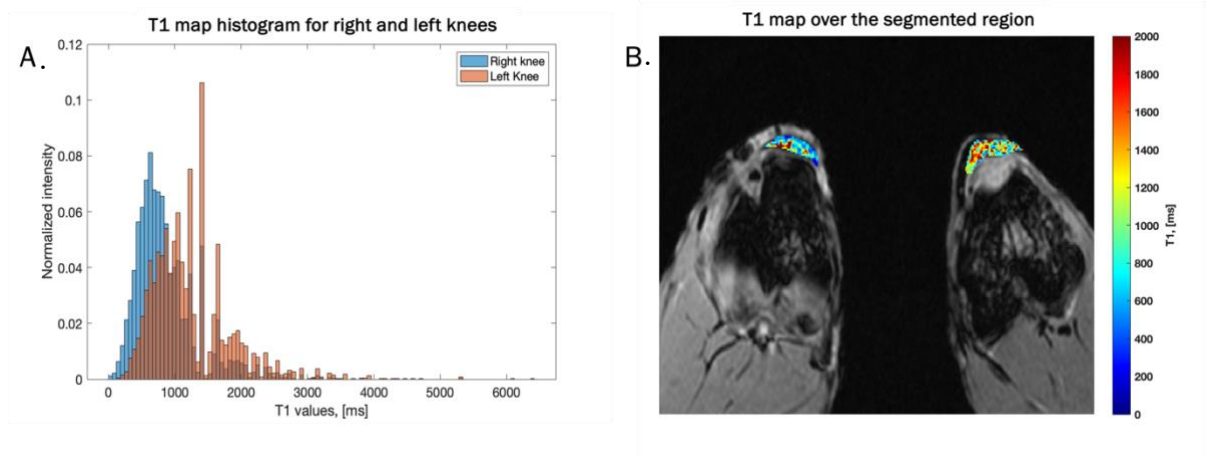 T1 map histogram for right and left knees
A.
0.12
0.1
0.08
0.06
0.04
0.02
0
Normalized intensity
Right knee
Left Knee
0 1000 2000 3000 4000 5000 6000
T1 values, [ms]
T1 map over the segmented region
B.
2000
1800
1600
1400
1200
1000
800
600
400
200
0
T1, [ms]